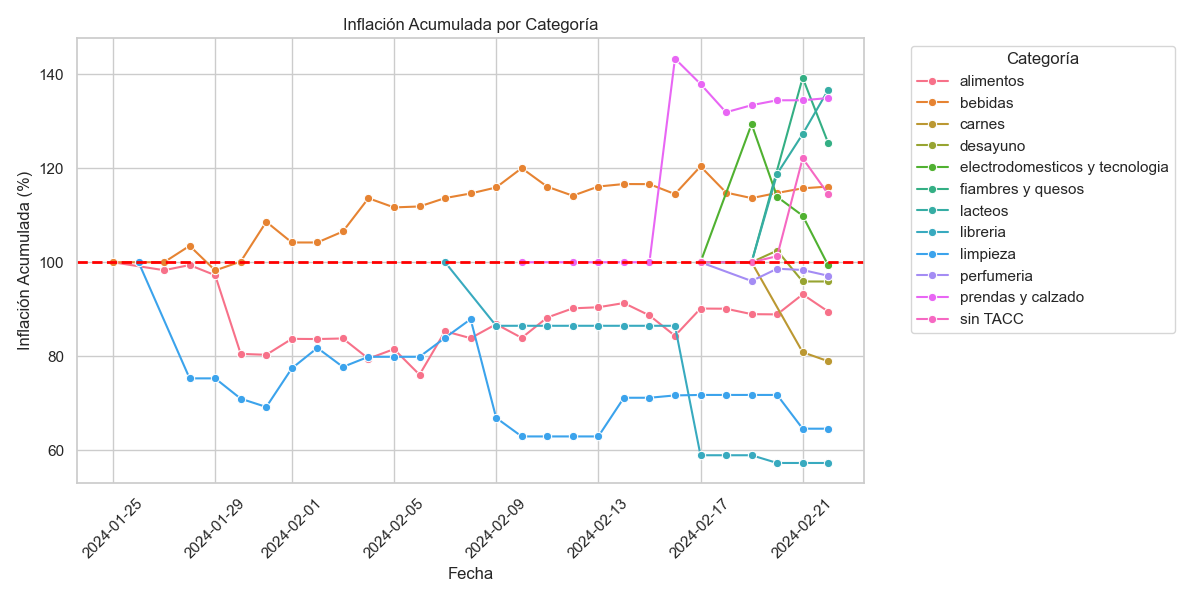 Inflación Acumulada por Categoría
Inflación Acumulada (%)
140
120
100
80
60
2024-01-25
2024-01-29
2024-02-01
2024-02-05
2024-02-09
2024-02-13
2024-02-17
2024-02-21
Fecha
Categoría
alimentos
bebidas
carnes
desayuno
electrodomesticos y tecnologia
fiambres y quesos
lacteos
libreria
limpieza
perfumeria
prendas y calzado
sin TACC